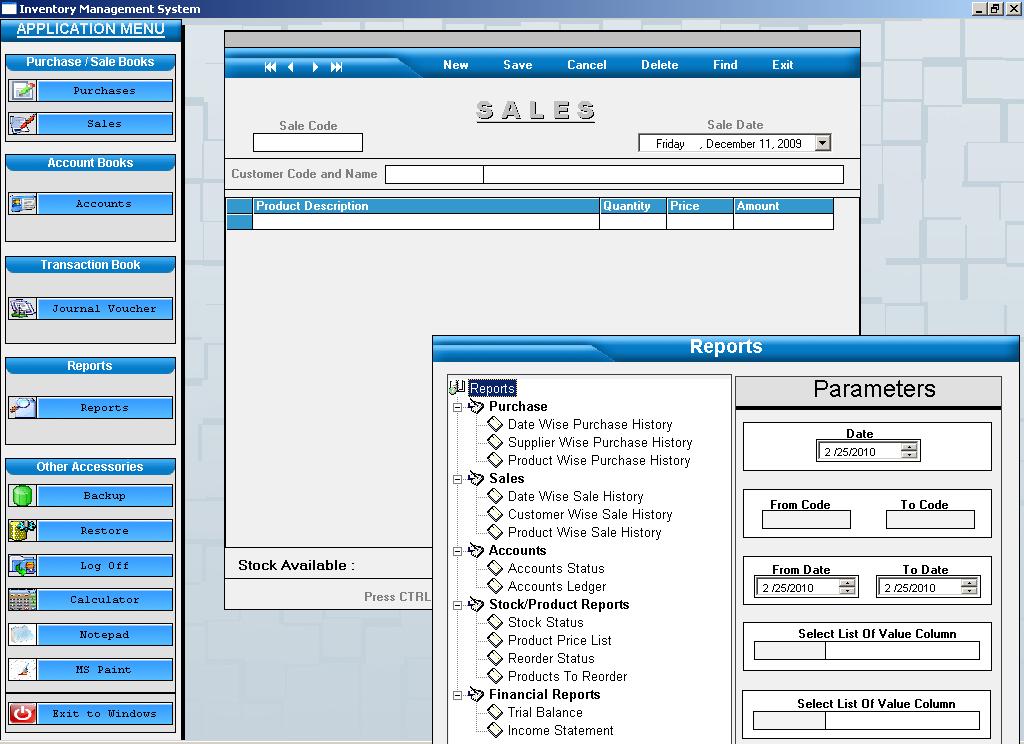 Inventory Management System
APPLICATION MENU
Purchase / Sale Books
Purchases
Sales
Account Books
Accounts
Transaction Book
Journal Voucher
Reports
Reports
Other Accessories
Backup
Restore
Log Off
Calculator
Notepad
MS Paint
Exit to Windows
New Save Cancel Delete Find Exit
SALES
Sale Code
Sale Date
Friday , December 11, 2009
Customer Code and Name
Product Description Quantity Price Amount
Stock Available :
Press CTRL
Reports
Reports
Purchase
Date Wise Purchase History
Supplier Wise Purchase History
Product Wise Purchase History
Sales
Date Wise Sale History
Customer Wise Sale History
Product Wise Sale History
Accounts
Accounts Status
Accounts Ledger
Stock/Product Reports
Stock Status
Product Price List
Reorder Status
Products To Reorder
Financial Reports
Trial Balance
Income Statement
Parameters
Date
2 /25/2010
From Code To Code
From Date To Date
2 /25/2010 2 /25/2010
Select List Of Value Column
Select List Of Value Column